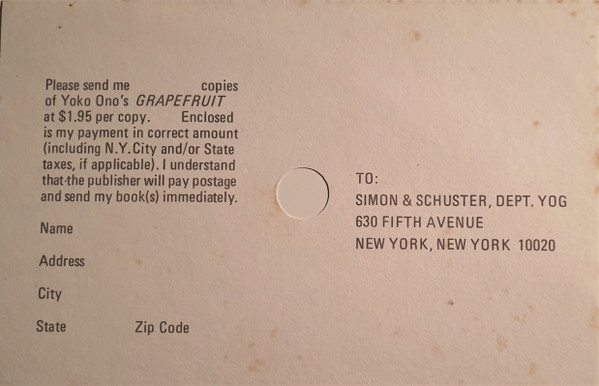 Please send me copies
of Yoko Ono's GRAPEFRUIT
at $1.95 per copy. Enclosed
is my payment in correct amount
(including N.Y. City and/or State
taxes, if applicable). I understand
that the publisher will pay postage
and send my book(s) immediately.
Name
Address
City
State Zip Code
TO:
SIMON & SCHUSTER, DEPT. YOG
630 FIFTH AVENUE
NEW YORK, NEW YORK 10020